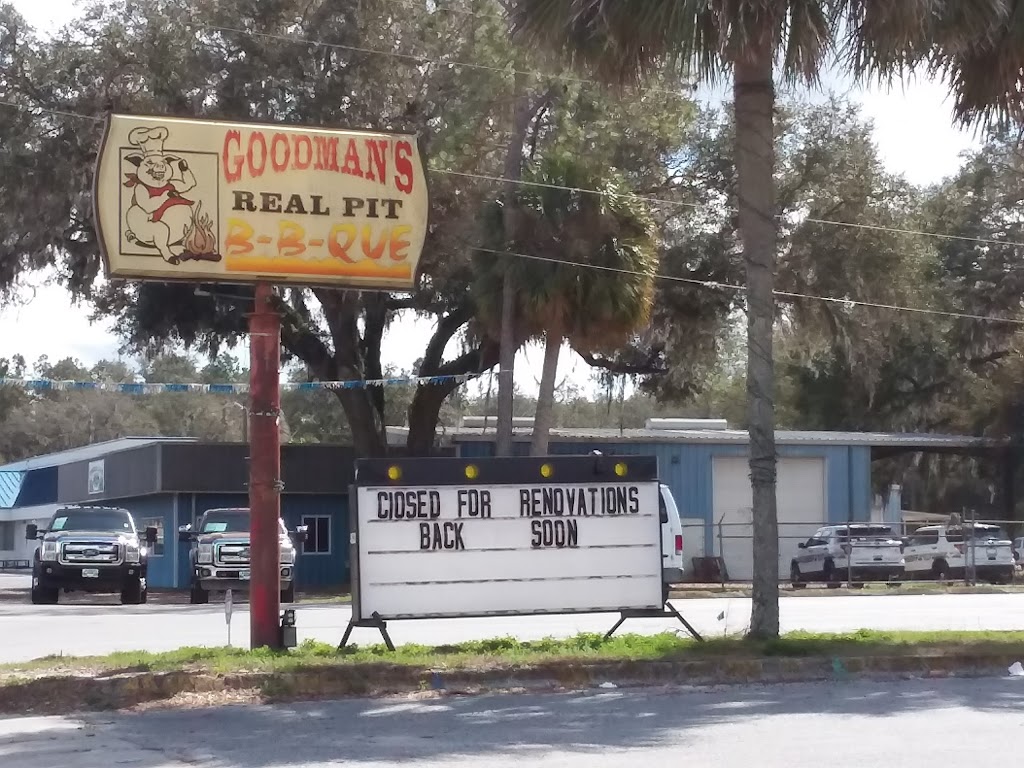 GOODMAN'S
REAL PIT
B-B-QUE
CIOSED FOR RENOVATIONS
BACK SOON